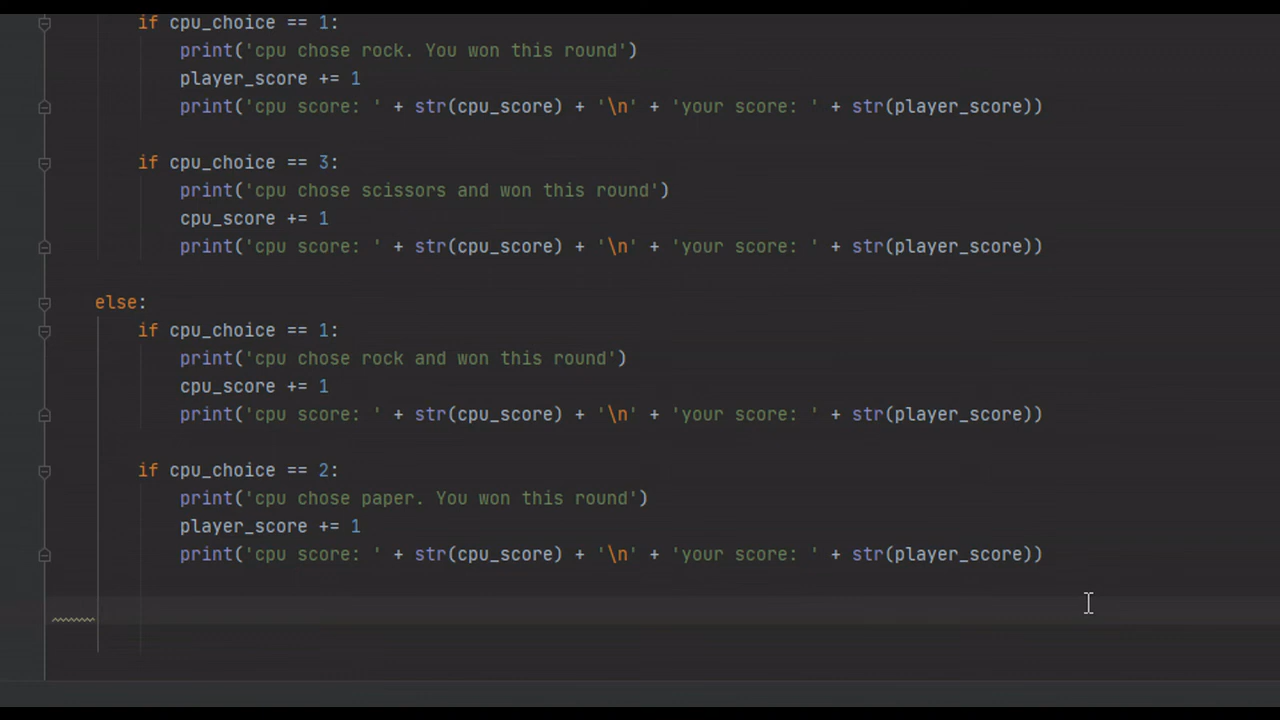 if cpu_choice == 1:
print('cpu chose rock. You won this round')
player_score += 1
print('cpu score: ' + str(cpu_score) + '\n' + 'your score: ' + str(player_score))
if cpu_choice == 3:
print('cpu chose scissors and won this round')
cpu_score += 1
print('cpu score: ' + str(cpu_score) + '\n' + 'your score: ' + str(player_score))
else:
if cpu_choice == 1:
print('cpu chose rock and won this round')
cpu_score += 1
print('cpu score: ' + str(cpu_score) + '\n' + 'your score: ' + str(player_score))
if cpu_choice == 2:
print('cpu chose paper. You won this round')
player_score += 1
print('cpu score: ' + str(cpu_score) + '\n' + 'your score: ' + str(player_score))